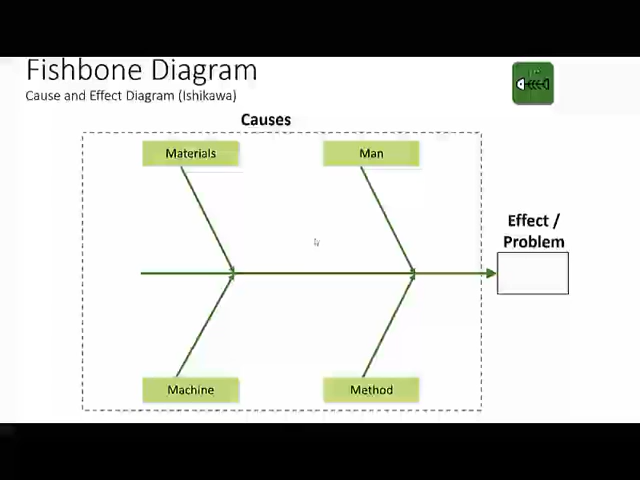 Fishbone Diagram
Cause and Effect Diagram (Ishikawa)
Causes
Materials
Man
Effect /
Problem
Machine
Method